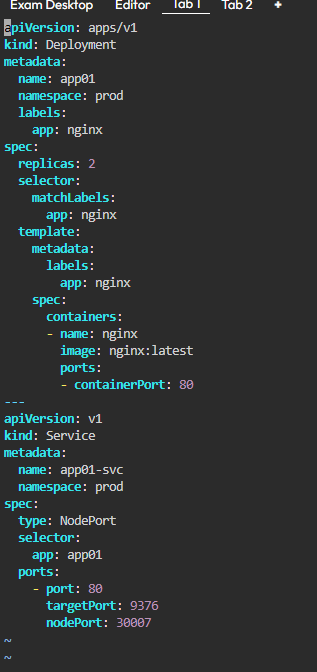 Exam Desktop Editor Tab 1 Tab 2 +
apiVersion: apps/v1
kind: Deployment
metadata:
  name: app01
  namespace: prod
  labels:
    app: nginx
spec:
  replicas: 2
  selector:
    matchLabels:
      app: nginx
  template:
    metadata:
      labels:
        app: nginx
    spec:
      containers:
      - name: nginx
        image: nginx:latest
        ports:
        - containerPort: 80
---
apiVersion: v1
kind: Service
metadata:
  name: app01-svc
  namespace: prod
spec:
  type: NodePort
  selector:
    app: app01
  ports:
    - port: 80
      targetPort: 9376
      nodePort: 30007
~
~